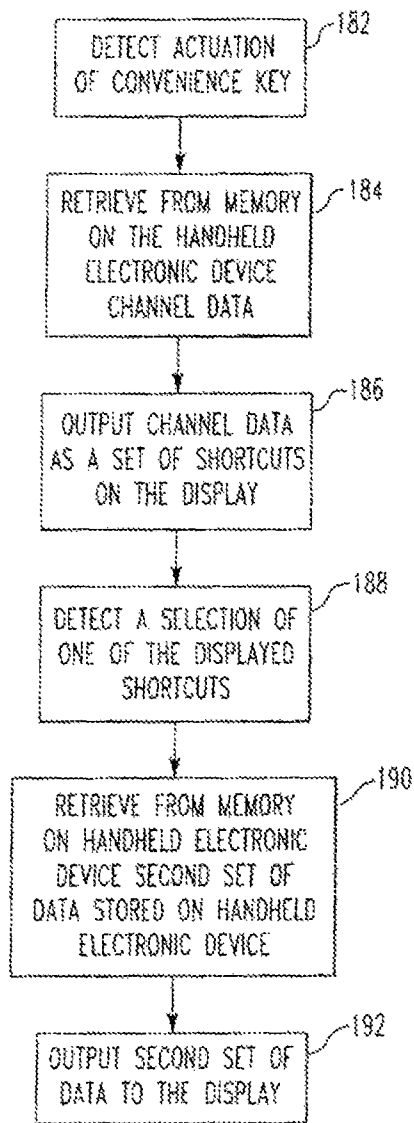 182
DETECT ACTUATION
OF CONVENIENCE KEY
184
RETRIEVE FROM MEMORY
ON THE HANDHELD
ELECTRONIC DEVICE
CHANNEL DATA
186
OUTPUT CHANNEL DATA
AS A SET OF SHORTCUTS
ON THE DISPLAY
188
DETECT A SELECTION OF
ONE OF THE DISPLAYED
SHORTCUTS
190
RETRIEVE FROM MEMORY
ON HANDHELD ELECTRONIC
DEVICE SECOND SET OF
DATA STORED ON HANDHELD
ELECTRONIC DEVICE
192
OUTPUT SECOND SET OF
DATA TO THE DISPLAY